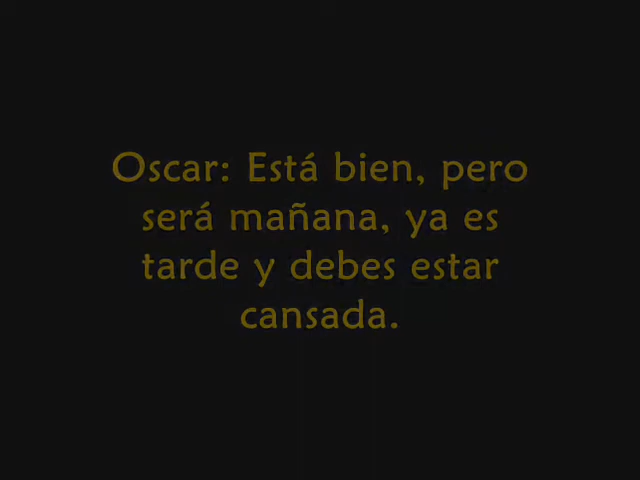 Oscar: Está bien, pero
será mañana, ya es
tarde y debes estar
cansada.